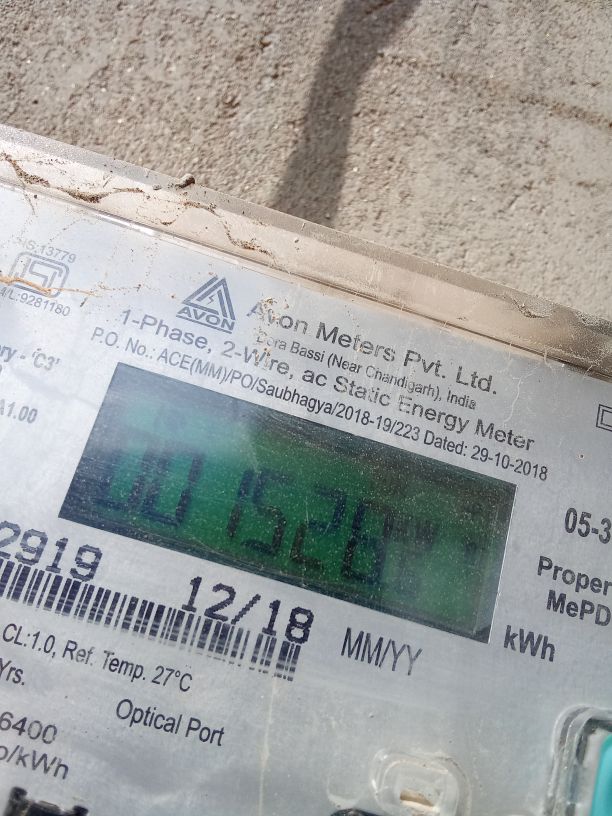 IS:13779
/L:9281180
AVON
Avon Meters Pvt. Ltd.
Dera Bassi (Near Chandigarh), India
1-Phase, 2-Wire, ac Static Energy Meter
P.O. No.: ACE(MM)/PO/Saubhagya/2018-19/223 Dated: 29-10-2018
ry - 'C3'
A1.00
001528
kWh
05-3
Proper
MePD
2919
12/18
MM/YY
CL:1.0, Ref. Temp. 27°C
Yrs.
Optical Port
6400
o/kWh